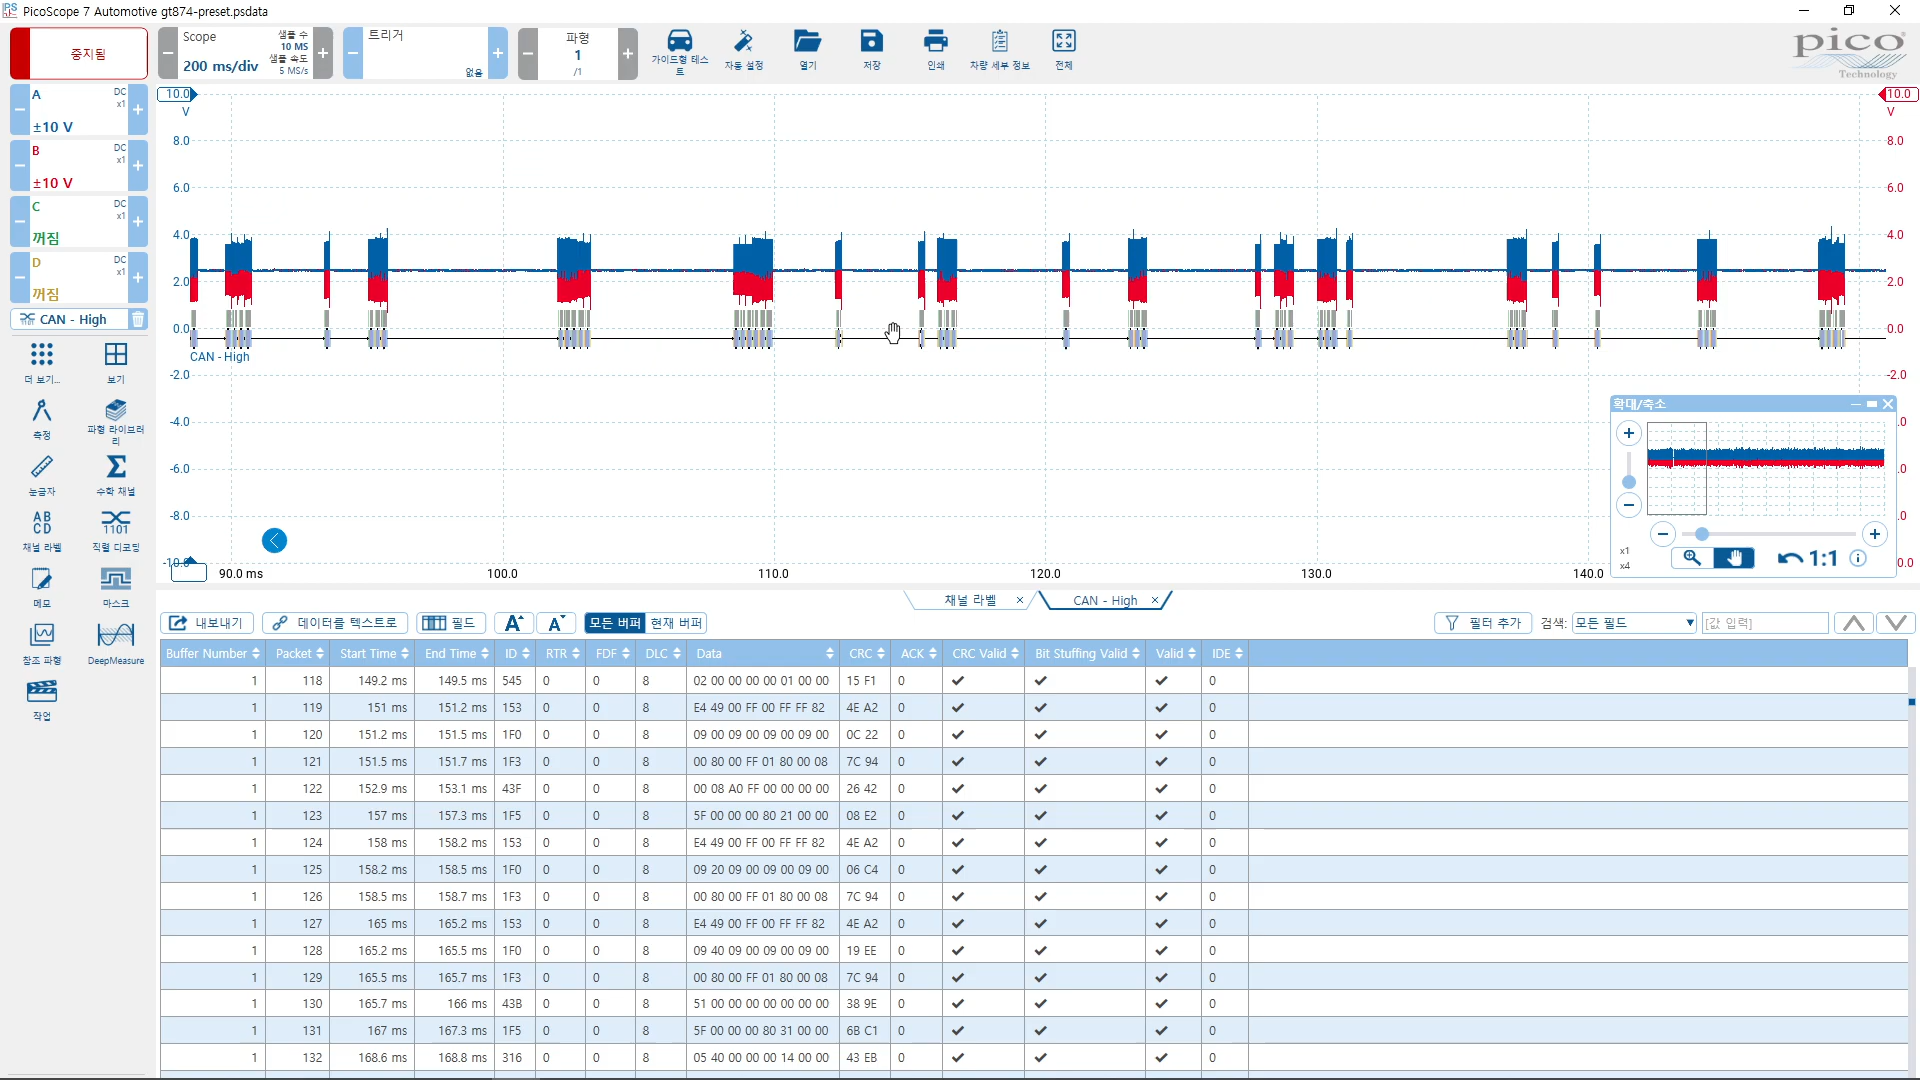 PicoScope 7 Automotive gt874-preset.psdata
중지됨
Scope
200 ms/div
샘플 수
10 MS
샘플 속도
5 MS/s
트리거
없음
파형
1
/1
가이드형 테스
트
자동 설정
열기
저장
인쇄
차량 세부 정보
전체
pico
Technology
A DC
x1
±10 V
B DC
x1
±10 V
C DC
x1
꺼짐
D DC
x1
꺼짐
CAN - High
더 보기...
보기
측정
파형 라이브러
리
눈금자
수학 채널
AB
CD
채널 라벨
1101
직렬 디코딩
메모
마스크
참조 파형
DeepMeasure
작업
10.0
V
8.0
6.0
4.0
2.0
0.0
-2.0
-4.0
-6.0
-8.0
-10.0
CAN - High
10.0
V
8.0
6.0
4.0
2.0
0.0
-2.0
90.0 ms 100.0 110.0 120.0 130.0 140.0
확대/축소
x1
x4
1:1
채널 라벨 CAN - High
내보내기 데이터를 텍스트로 필드 A A 모든 버퍼 현재 버퍼 필터 추가 검색: 모든 필드 [값 입력]
Buffer Number Packet Start Time End Time ID RTR FDF DLC Data CRC ACK CRC Valid Bit Stuffing Valid Valid IDE
1 118 149.2 ms 149.5 ms 545 0 0 8 02 00 00 00 00 01 00 00 15 F1 0 ✔ ✔ ✔ 0
1 119 151 ms 151.2 ms 153 0 0 8 E4 49 00 FF 00 FF FF 82 4E A2 0 ✔ ✔ ✔ 0
1 120 151.2 ms 151.5 ms 1F0 0 0 8 09 00 09 00 09 00 09 00 0C 22 0 ✔ ✔ ✔ 0
1 121 151.5 ms 151.7 ms 1F3 0 0 8 00 80 00 FF 01 80 00 08 7C 94 0 ✔ ✔ ✔ 0
1 122 152.9 ms 153.1 ms 43F 0 0 8 00 08 A0 FF 00 00 00 00 26 42 0 ✔ ✔ ✔ 0
1 123 157 ms 157.3 ms 1F5 0 0 8 5F 00 00 00 80 21 00 00 08 E2 0 ✔ ✔ ✔ 0
1 124 158 ms 158.2 ms 153 0 0 8 E4 49 00 FF 00 FF FF 82 4E A2 0 ✔ ✔ ✔ 0
1 125 158.2 ms 158.5 ms 1F0 0 0 8 09 20 09 00 09 00 09 00 06 C4 0 ✔ ✔ ✔ 0
1 126 158.5 ms 158.7 ms 1F3 0 0 8 00 80 00 FF 01 80 00 08 7C 94 0 ✔ ✔ ✔ 0
1 127 165 ms 165.2 ms 153 0 0 8 E4 49 00 FF 00 FF FF 82 4E A2 0 ✔ ✔ ✔ 0
1 128 165.2 ms 165.5 ms 1F0 0 0 8 09 40 09 00 09 00 09 00 19 EE 0 ✔ ✔ ✔ 0
1 129 165.5 ms 165.7 ms 1F3 0 0 8 00 80 00 FF 01 80 00 08 7C 94 0 ✔ ✔ ✔ 0
1 130 165.7 ms 166 ms 43B 0 0 8 51 00 00 00 00 00 00 00 38 9E 0 ✔ ✔ ✔ 0
1 131 167 ms 167.3 ms 1F5 0 0 8 5F 00 00 00 80 31 00 00 6B C1 0 ✔ ✔ ✔ 0
1 132 168.6 ms 168.8 ms 316 0 0 8 05 40 00 00 00 14 00 00 43 EB 0 ✔ ✔ ✔ 0